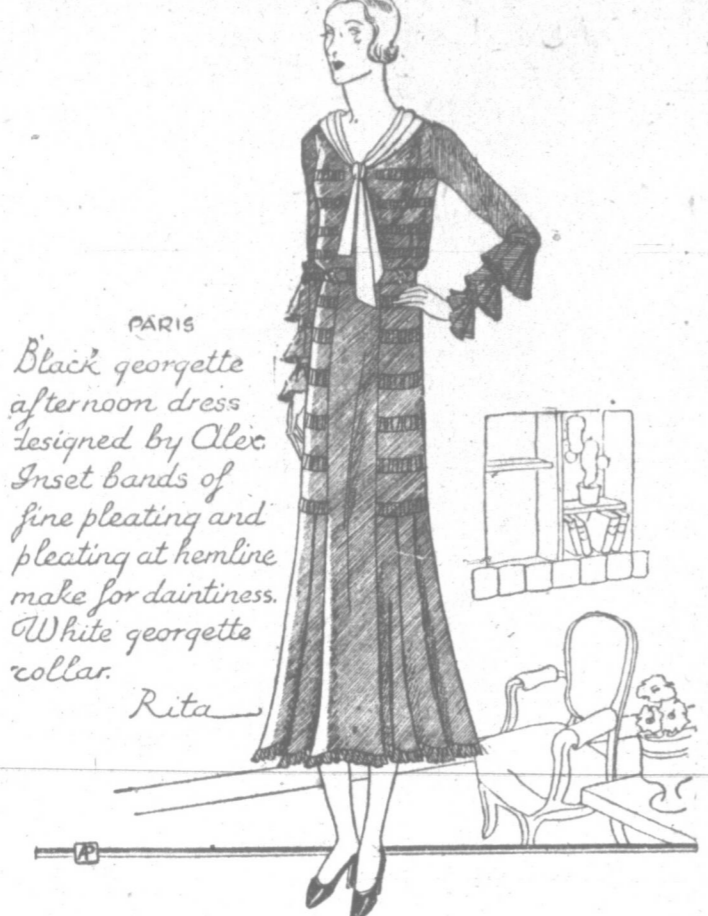 PARIS
Black georgette
afternoon dress
designed by Alex.
Inset bands of
fine pleating and
pleating at hemline
make for daintiness.
White georgette
collar.
Rita
AP